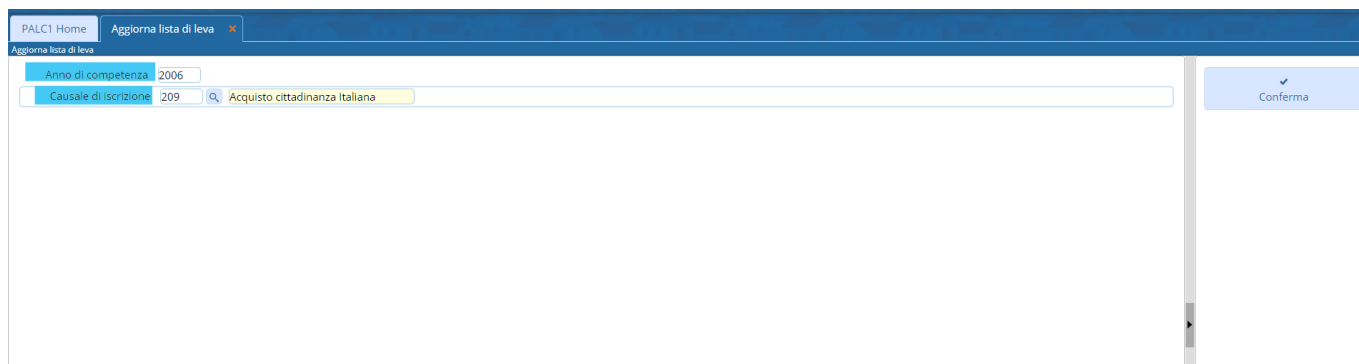 PALC1 Home Aggiorna lista di leva ×
Aggiorna lista di leva
Anno di competenza 2006
Causale di iscrizione 209 Acquisto cittadinanza Italiana
Conferma